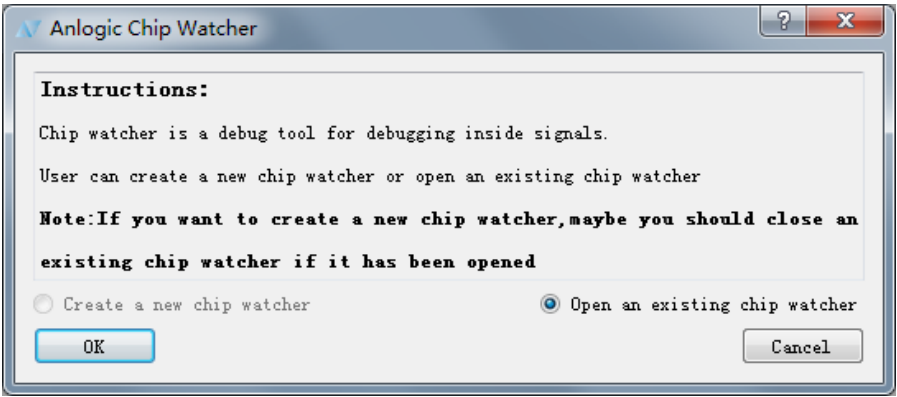 Anlogic Chip Watcher
Instructions:
Chip watcher is a debug tool for debugging inside signals.
User can create a new chip watcher or open an existing chip watcher
Note:If you want to create a new chip watcher,maybe you should close an
existing chip watcher if it has been opened
Create a new chip watcher
Open an existing chip watcher
OK
Cancel